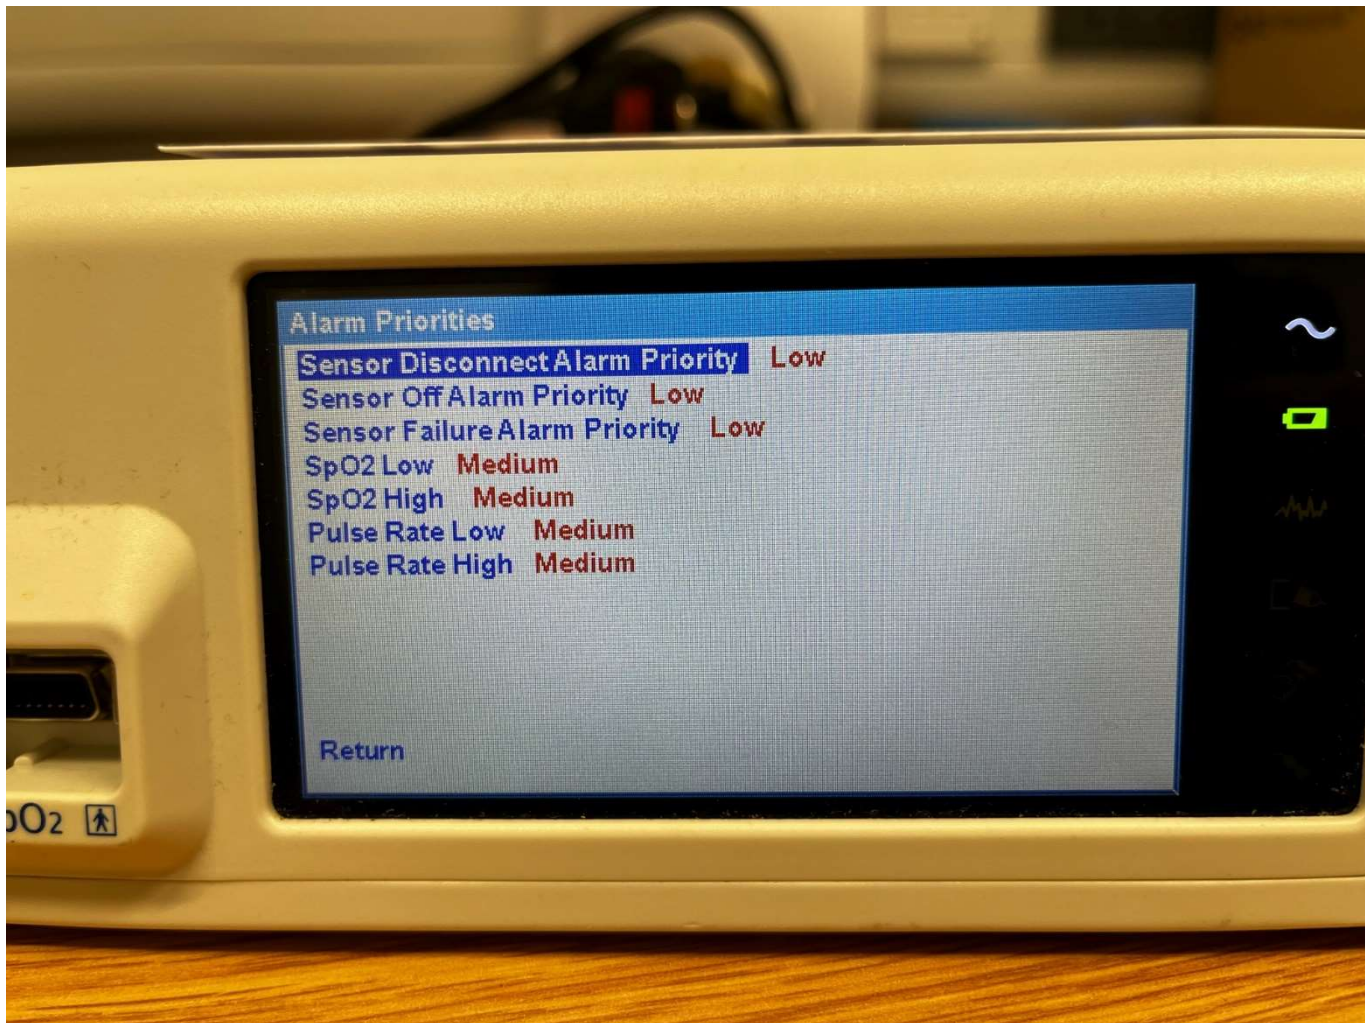 Alarm Priorities
Sensor Disconnect Alarm Priority Low
Sensor Off Alarm Priority Low
Sensor Failure Alarm Priority Low
SpO2 Low Medium
SpO2 High Medium
Pulse Rate Low Medium
Pulse Rate High Medium
Return
pO2